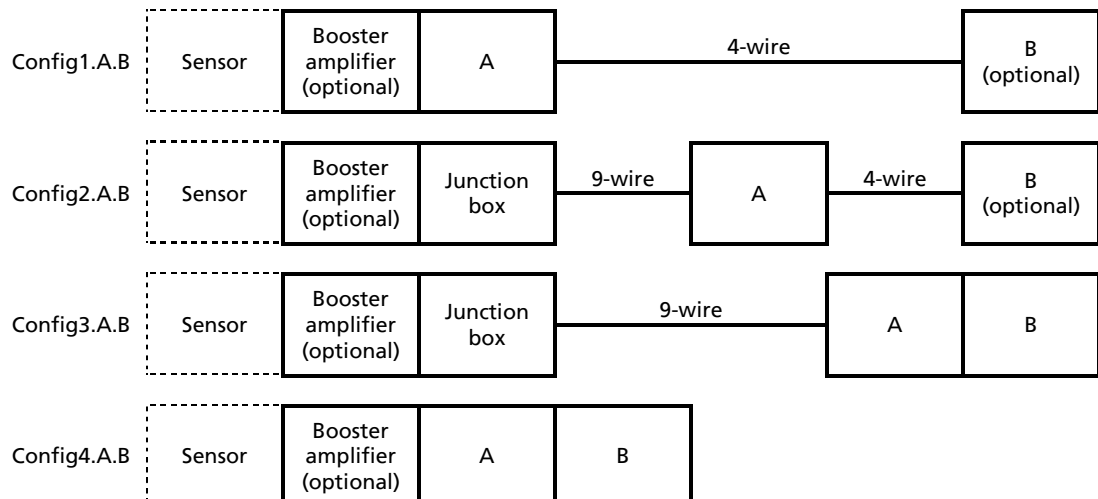 Config1.A.B
Sensor
Booster
amplifier
(optional)
A
4-wire
B
(optional)
Config2.A.B
Sensor
Booster
amplifier
(optional)
Junction
box
9-wire
A
4-wire
B
(optional)
Config3.A.B
Sensor
Booster
amplifier
(optional)
Junction
box
9-wire
A
B
Config4.A.B
Sensor
Booster
amplifier
(optional)
A
B